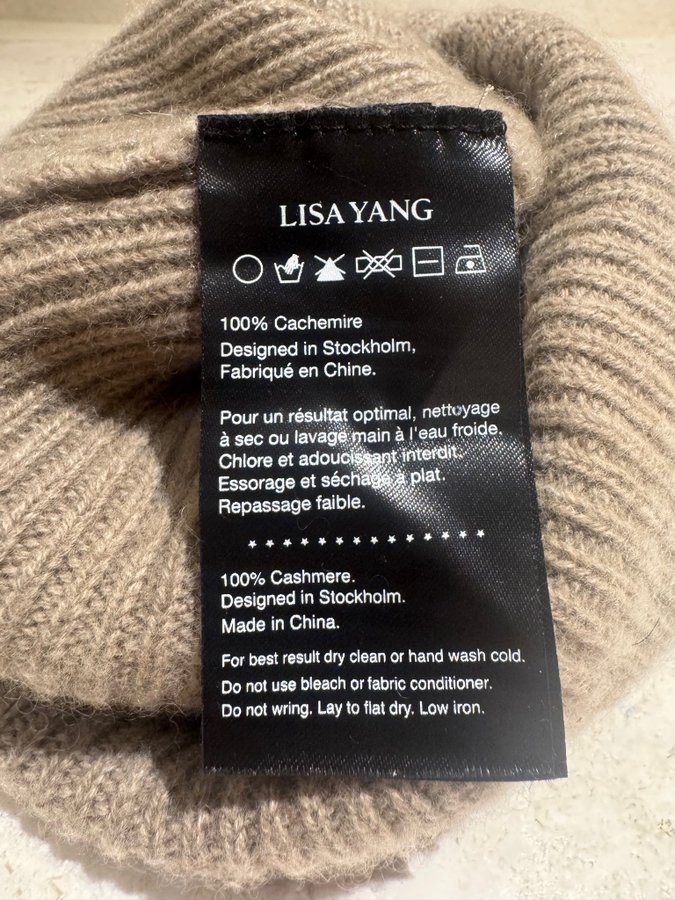 LISA YANG
100% Cachemire
Designed in Stockholm,
Fabriqué en Chine.
Pour un résultat optimal, nettoyage
à sec ou lavage main à l'eau froide.
Chlore et adoucissant interdit.
Essorage et séchage à plat.
Repassage faible.
100% Cashmere.
Designed in Stockholm.
Made in China.
For best result dry clean or hand wash cold.
Do not use bleach or fabric conditioner.
Do not wring. Lay to flat dry. Low iron.